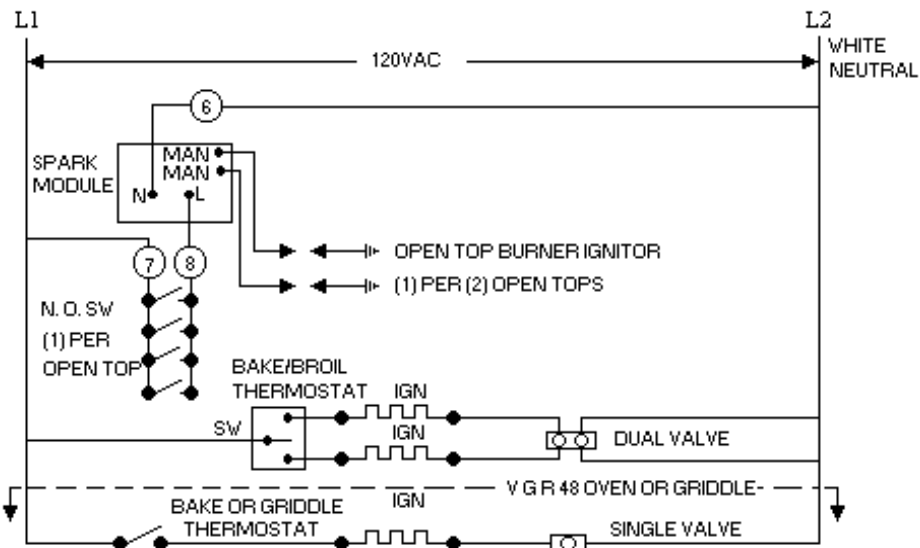 L1
L2
WHITE
NEUTRAL
120VAC
6
SPARK
MODULE
MAN
MAN
N
L
OPEN TOP BURNER IGNITOR
(1) PER (2) OPEN TOPS
7
8
N. O. SW
(1) PER
OPEN TOP
BAKE/BROIL
THERMOSTAT
IGN
SW
IGN
DUAL VALVE
V G R 48 OVEN OR GRIDDLE
BAKE OR GRIDDLE
THERMOSTAT
IGN
SINGLE VALVE